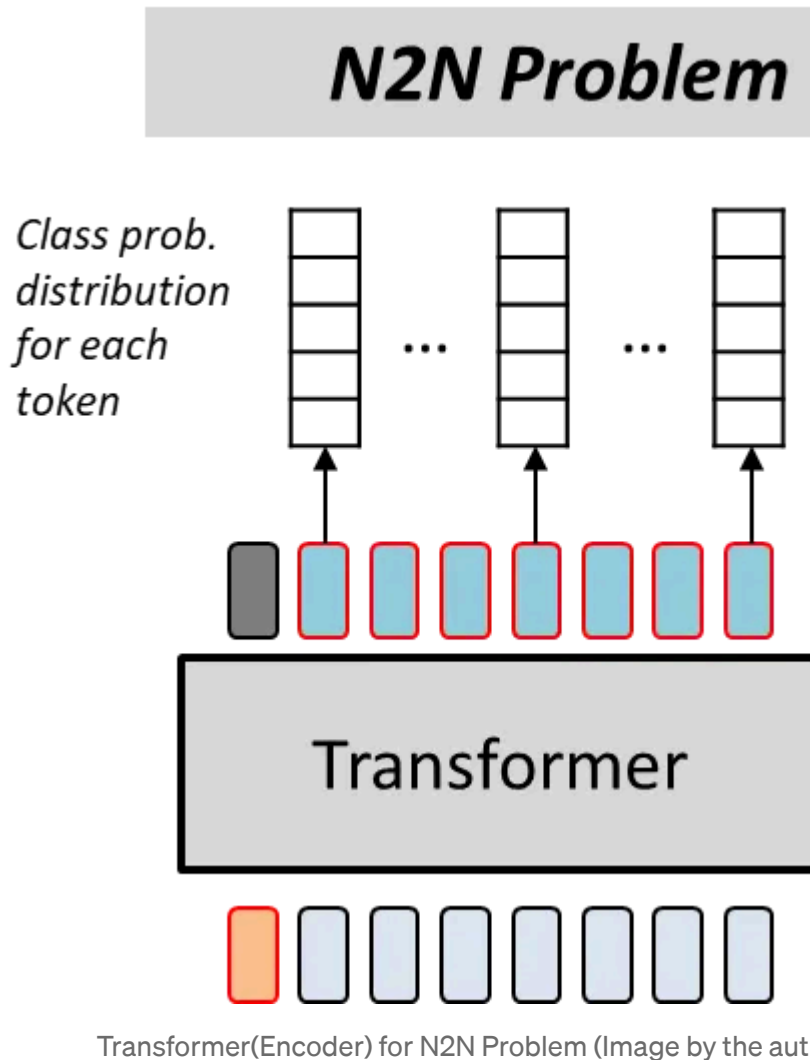 N2N Problem
Class prob.
distribution
for each
token
... ...
Transformer
Transformer(Encoder) for N2N Problem (Image by the aut